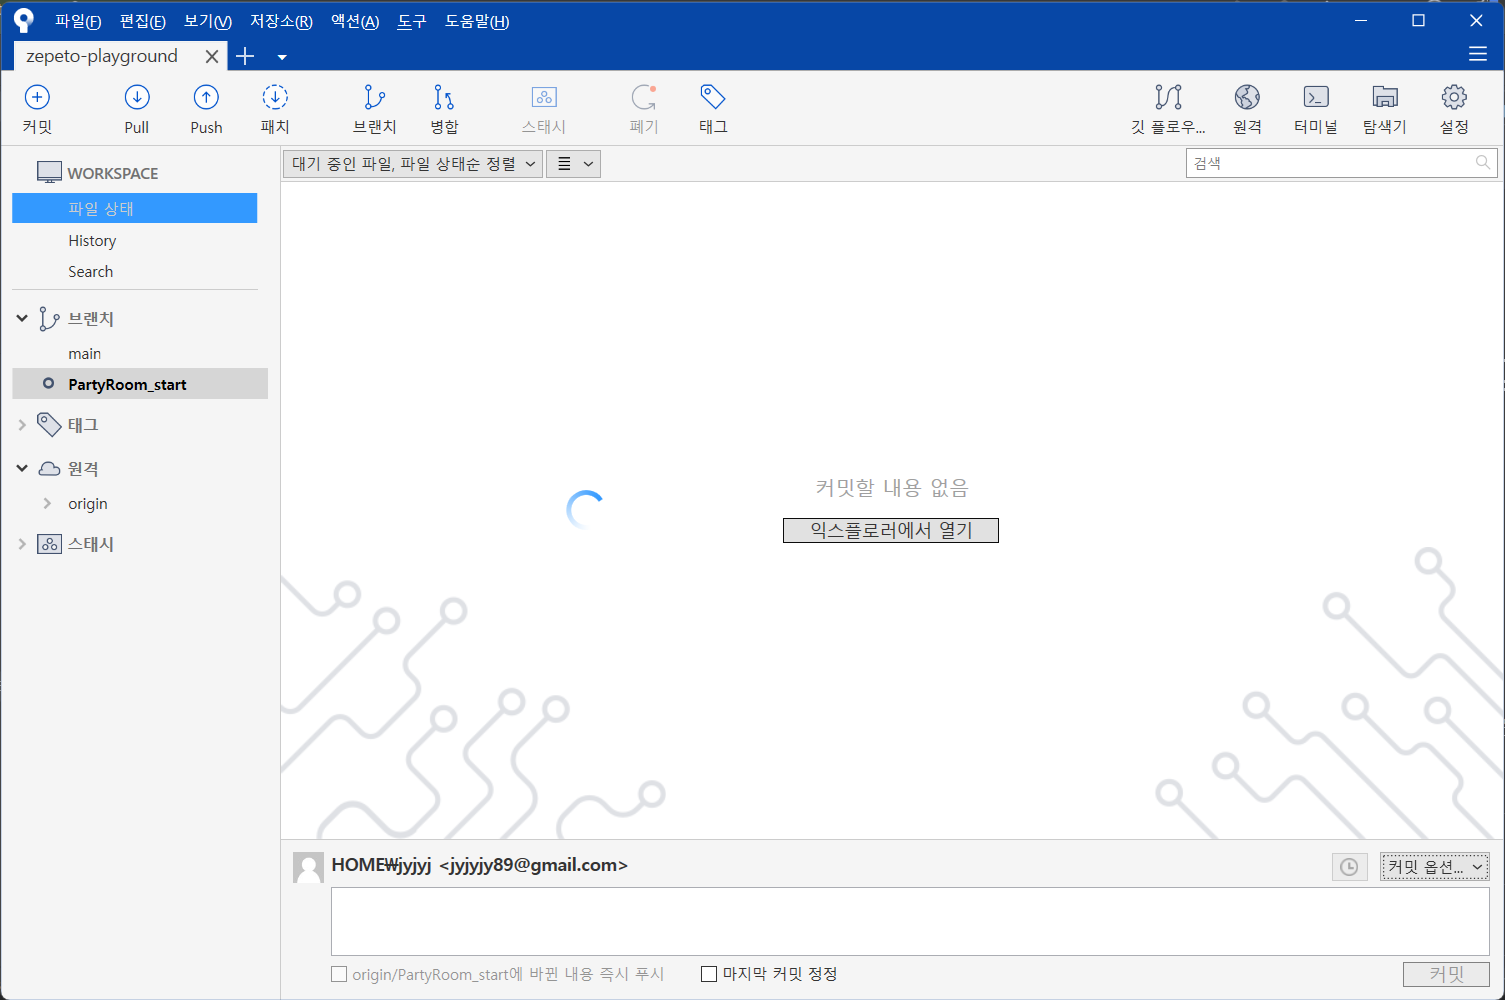 파일(F) 편집(E) 보기(V) 저장소(R) 액션(A) 도구 도움말(H)
zepeto-playground
커밋 Pull Push 패치 브랜치 병합 스태시 폐기 태그 깃 플로우... 원격 터미널 탐색기 설정
WORKSPACE
파일 상태
History
Search
브랜치
main
PartyRoom_start
태그
원격
origin
스태시
대기 중인 파일, 파일 상태순 정렬
검색
커밋할 내용 없음
익스플로러에서 열기
HOME₩jyjyj <jyjyjy89@gmail.com>
커밋 옵션...
origin/PartyRoom_start에 바뀐 내용 즉시 푸시
마지막 커밋 정정
커밋